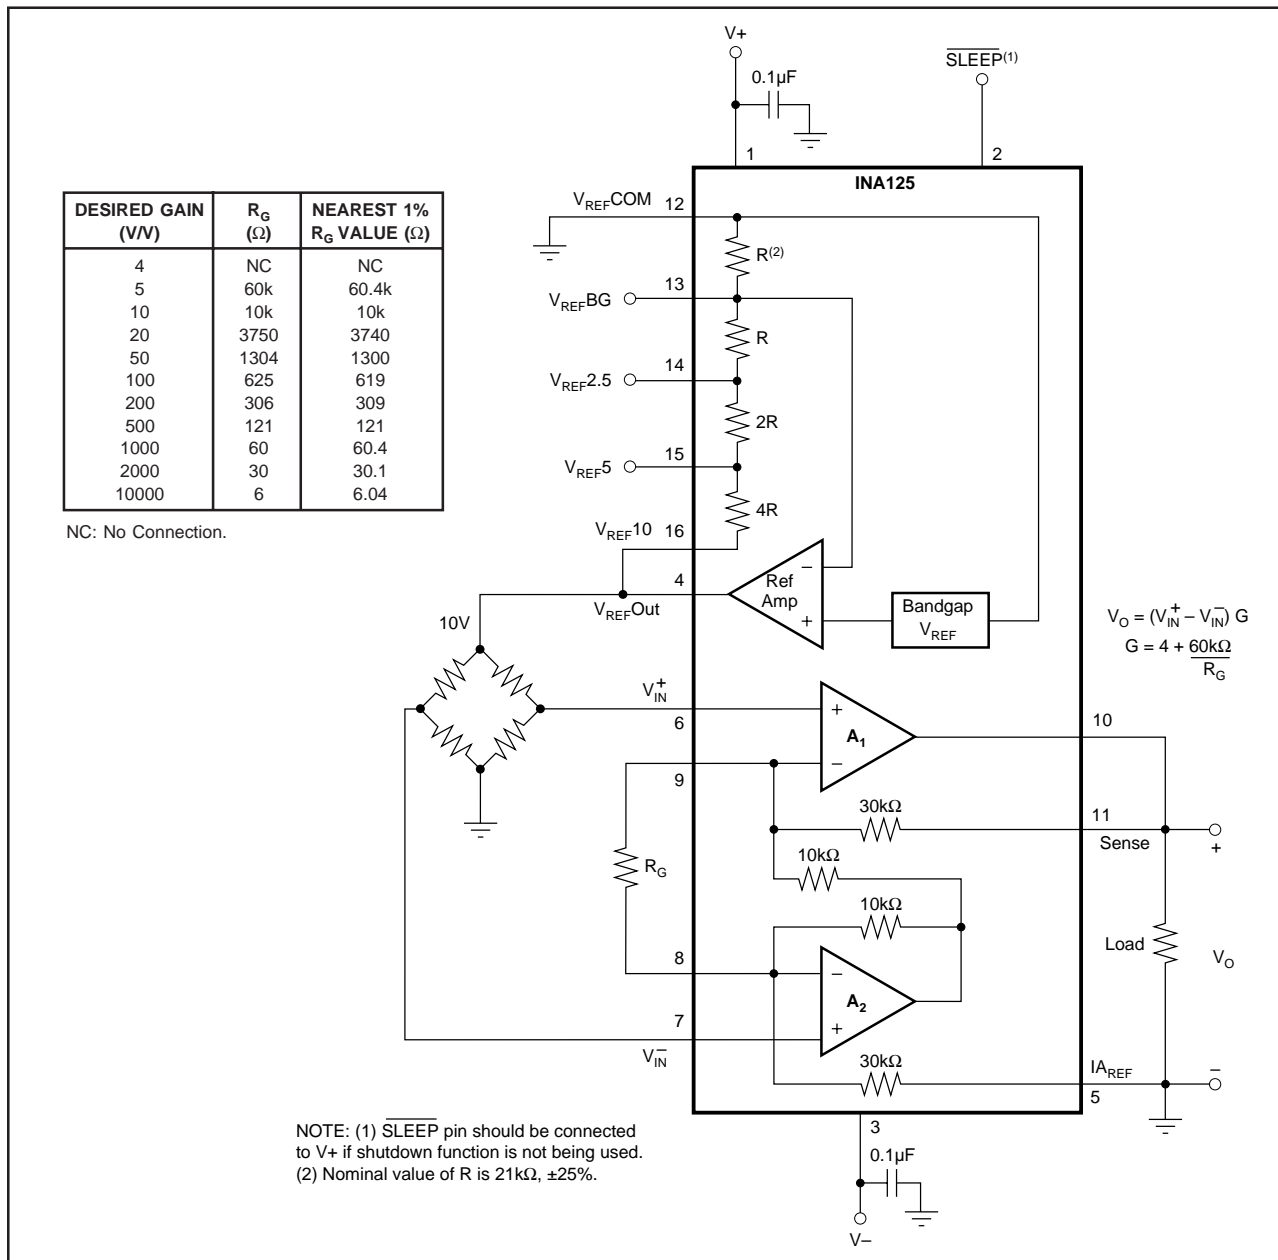 V+
SLEEP(1)
0.1µF
1
2
INA125
DESIRED GAIN (V/V) RG (Ω) NEAREST 1% RG VALUE (Ω)
4 NC NC
5 60k 60.4k
10 10k 10k
20 3750 3740
50 1304 1300
100 625 619
200 306 309
500 121 121
1000 60 60.4
2000 30 30.1
10000 6 6.04
NC: No Connection.
VREFCOM 12
R(2)
13
VREFBG
R
14
VREF2.5
2R
15
VREF5
4R
VREF10 16
4
VREFOut
Ref Amp
−
+
Bandgap VREF
10V
VO = (VIN+ – VIN−) G
G = 4 + 60kΩ
RG
VIN+
6
+
A1
−
10
9
30kΩ
11
Sense
+
10kΩ
RG
10kΩ
Load
VO
8
−
A2
+
7
VIN−
30kΩ
IAREF
−
5
3
NOTE: (1) SLEEP pin should be connected
to V+ if shutdown function is not being used.
(2) Nominal value of R is 21kΩ, ±25%.
0.1µF
V–